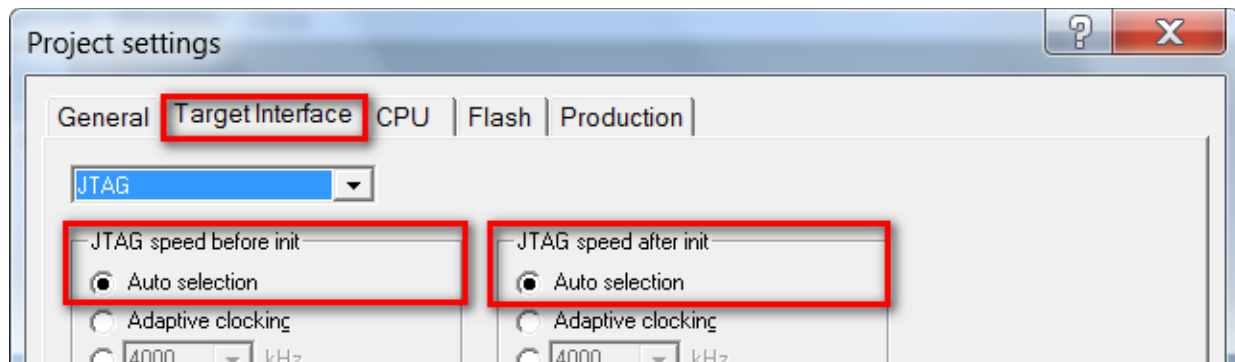 Project settings
General Target Interface CPU Flash Production
JTAG
JTAG speed before init JTAG speed after init
Auto selection Auto selection
Adaptive clocking Adaptive clocking
4000 kHz 4000 kHz